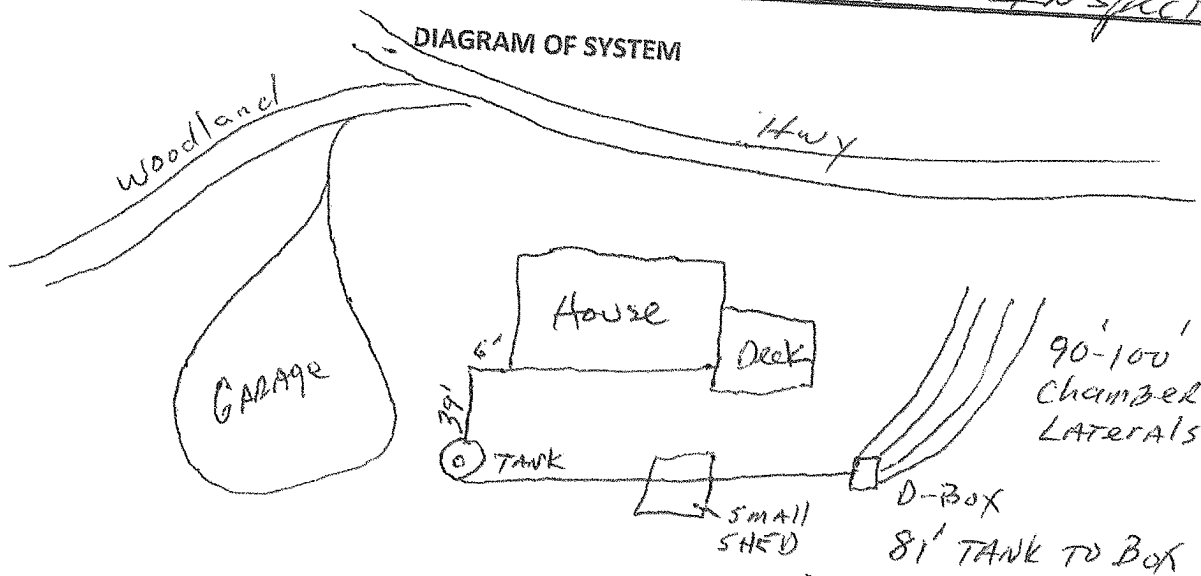 DIAGRAM OF SYSTEM
Woodland
Hwy
House
Deck
GARAGE
6'
39'
TANK
SMALL
SHED
D-Box
90'-100'
Chamber
LATERALS
81' TANK TO BOX